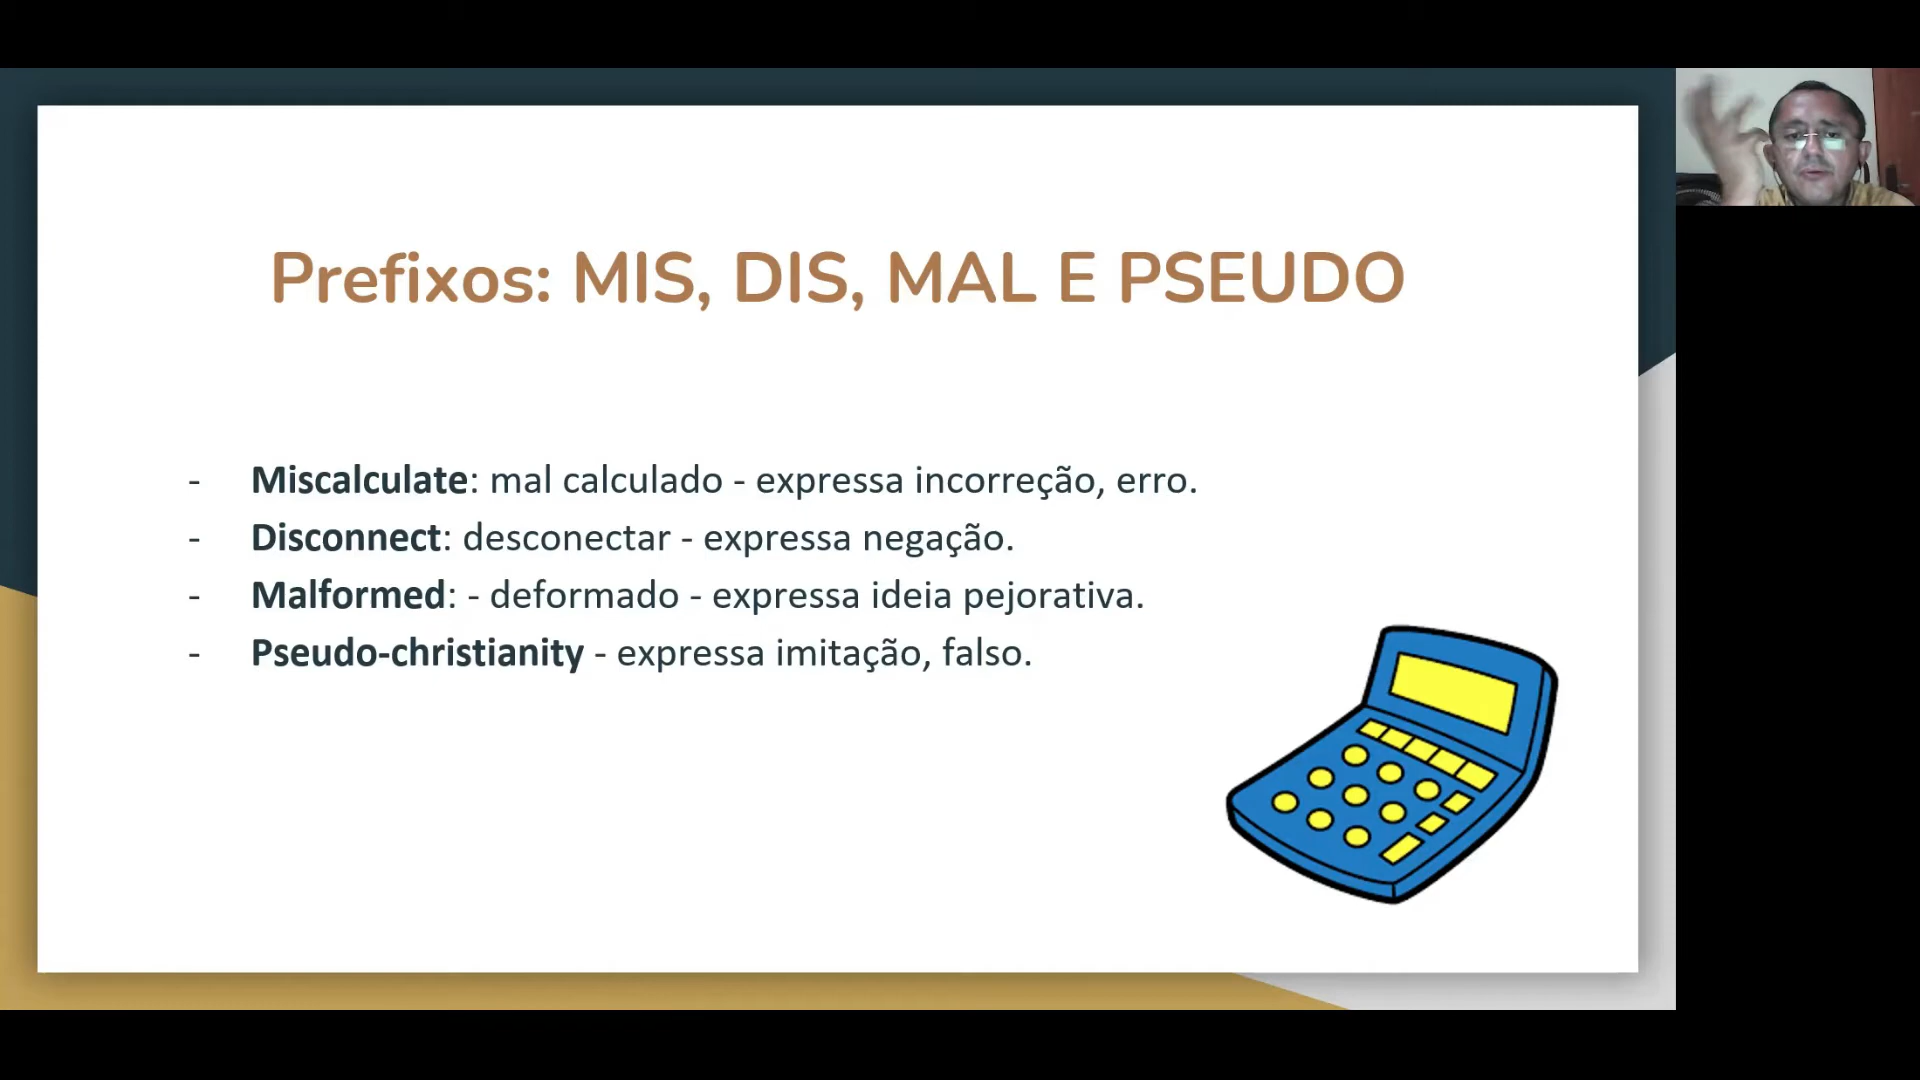 Prefixos: MIS, DIS, MAL E PSEUDO
- Miscalculate: mal calculado - expressa incorreção, erro.
- Disconnect: desconectar - expressa negação.
- Malformed: - deformado - expressa ideia pejorativa.
- Pseudo-christianity - expressa imitação, falso.